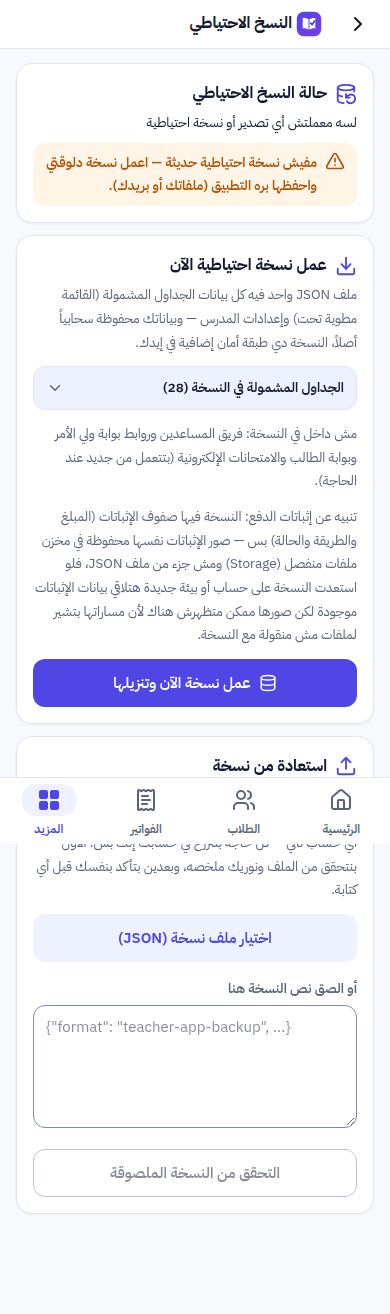 النسخ الاحتياطي
حالة النسخ الاحتياطي
لسه معملتش أي تصدير أو نسخة احتياطية
مفيش نسخة احتياطية حديثة — اعمل نسخة دلوقتي
واحفظها بره التطبيق (ملفاتك أو بريدك).
عمل نسخة احتياطية الآن
ملف JSON واحد فيه كل بيانات الجداول المشمولة (القائمة
مطوية تحت) وإعدادات المدرس — وبياناتك محفوظة سحابياً
أصلاً، النسخة دي طبقة أمان إضافية في إيدك.
الجداول المشمولة في النسخة (28)
مش داخل في النسخة: فريق المساعدين وروابط بوابة ولي الأمر
وبوابة الطالب والامتحانات الإلكترونية (بتتعمل من جديد عند
الحاجة).
تنبيه عن إثباتات الدفع: النسخة فيها صفوف الإثباتات (المبلغ
والطريقة والحالة) بس — صور الإثباتات نفسها محفوظة في مخزن
ملفات منفصل (Storage) ومش جزء من ملف JSON، فلو
استعدت النسخة على حساب أو بيئة جديدة هتلاقي بيانات الإثباتات
موجودة لكن صورها ممكن متظهرش هناك لأن مساراتها بتشير
لملفات مش منقولة مع النسخة.
عمل نسخة الآن وتنزيلها
استعادة من نسخة
الرئيسية
الطلاب
الفواتير
المزيد
بنتحقق من الملف ونوريك ملخصه، وبعدين بتأكد بنفسك قبل أي
كتابة.
اختيار ملف نسخة (JSON)
أو الصق نص النسخة هنا
{"format": "teacher-app-backup", ...}
التحقق من النسخة الملصوقة